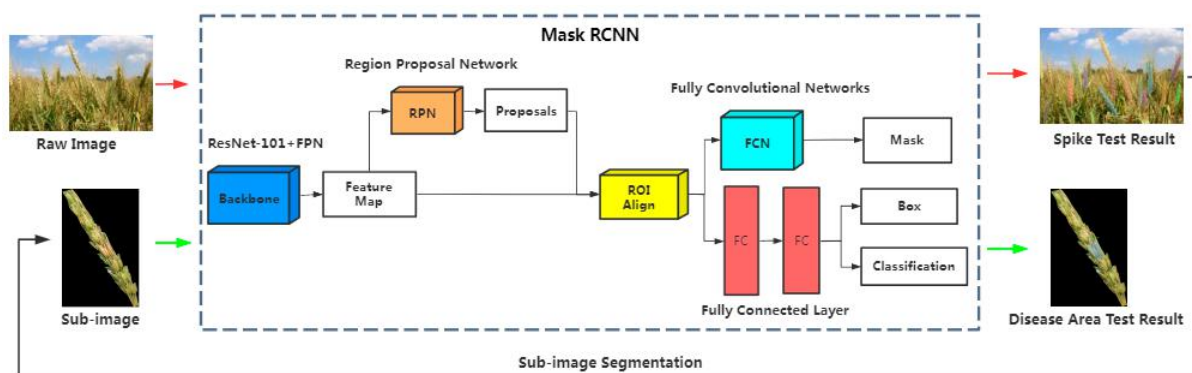 Mask RCNN
Region Proposal Network
Fully Convolutional Networks
RPN
Proposals
FCN
Mask
Raw Image
Spike Test Result
ResNet-101+FPN
Backbone
Feature
Map
ROI
Align
FC
FC
Box
Classification
Sub-image
Fully Connected Layer
Disease Area Test Result
Sub-image Segmentation